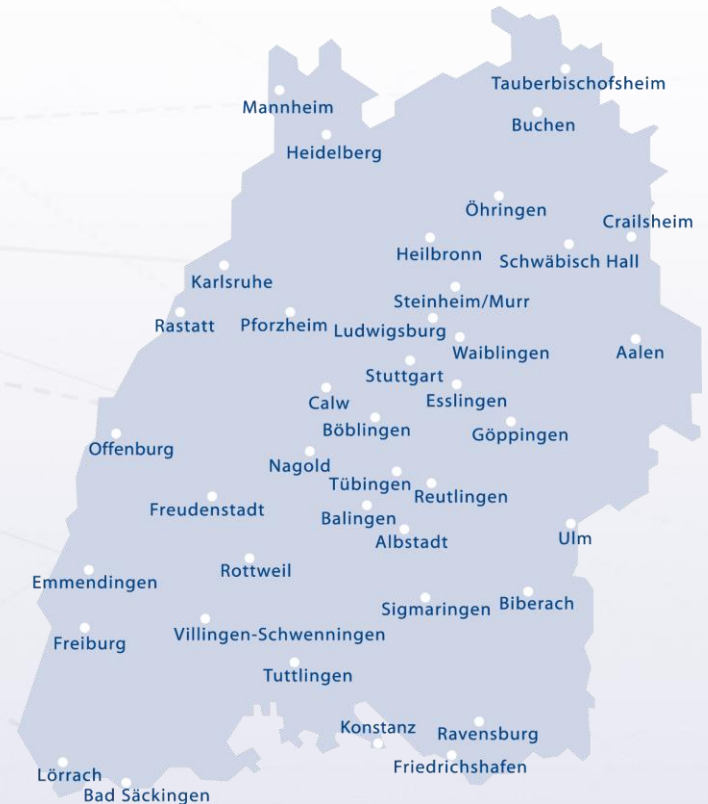 Tauberbischofsheim
Mannheim
Buchen
Heidelberg
Öhringen
Crailsheim
Heilbronn
Schwäbisch Hall
Karlsruhe
Steinheim/Murr
Rastatt
Pforzheim
Ludwigsburg
Waiblingen
Aalen
Stuttgart
Calw
Esslingen
Böblingen
Göppingen
Offenburg
Nagold
Tübingen
Reutlingen
Freudenstadt
Balingen
Albstadt
Ulm
Rottweil
Emmendingen
Sigmaringen
Biberach
Freiburg
Villingen-Schwenningen
Tuttlingen
Konstanz
Ravensburg
Friedrichshafen
Lörrach
Bad Säckingen